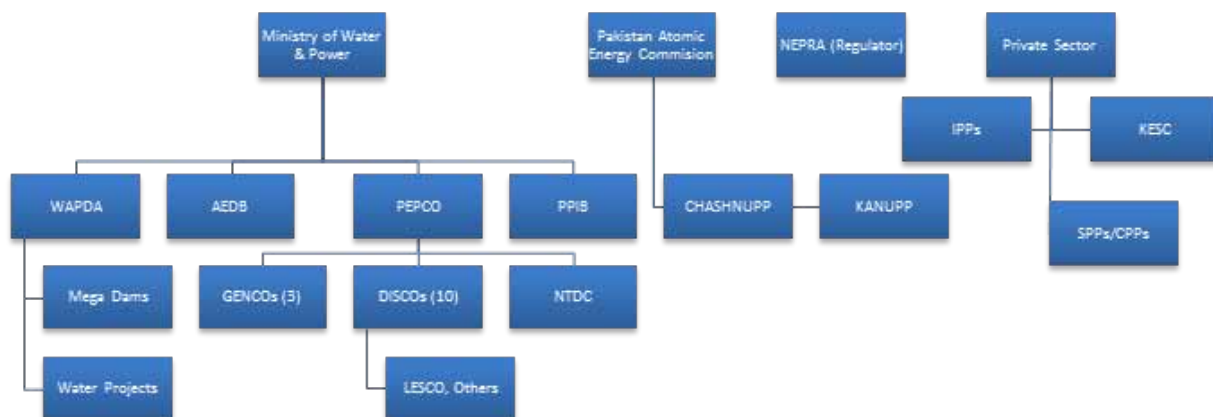 Ministry of Water
& Power
Pakistan Atomic
Energy Commision
NEPRA (Regulator)
Private Sector
IPPs
KESC
WAPDA
AEDB
PEPCO
PPIB
CHASHNUPP
KANUPP
SPPs/CPPs
Mega Dams
GENCOs (3)
DISCOs (10)
NTDC
Water Projects
LESCO, Others